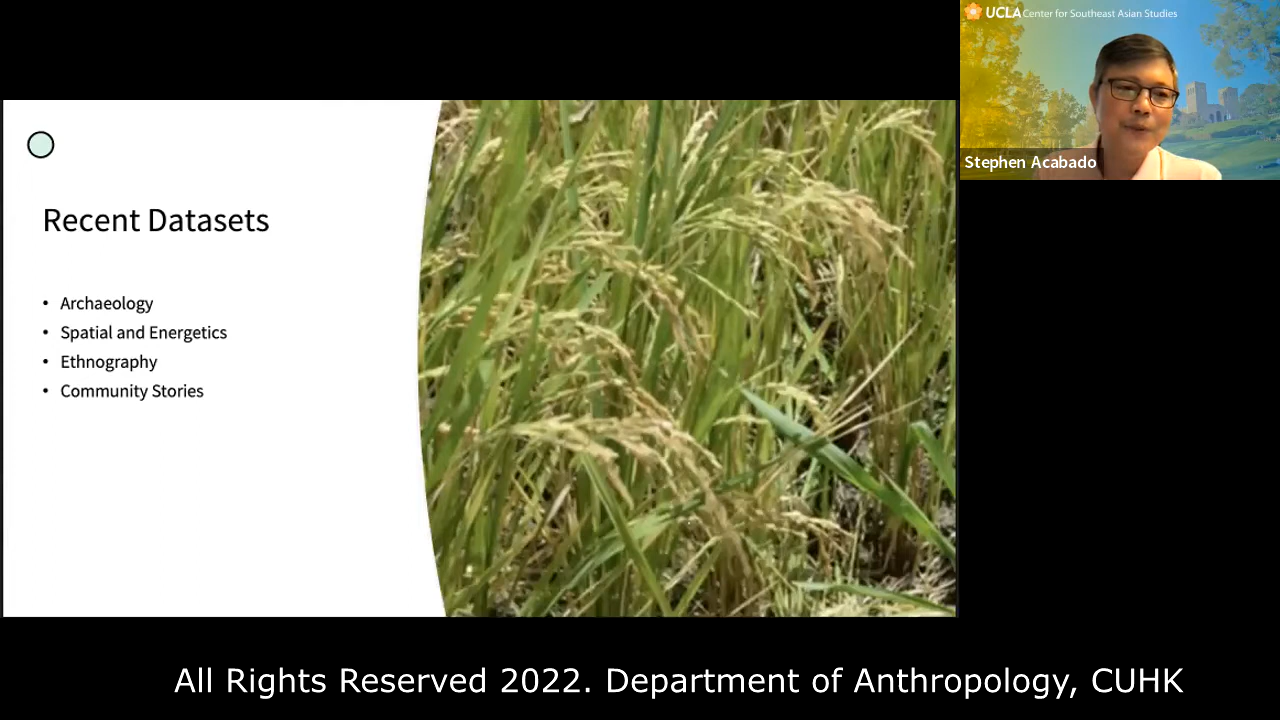 UCLA Center for Southeast Asian Studies
Stephen Acabado
Recent Datasets
• Archaeology
• Spatial and Energetics
• Ethnography
• Community Stories
All Rights Reserved 2022. Department of Anthropology, CUHK